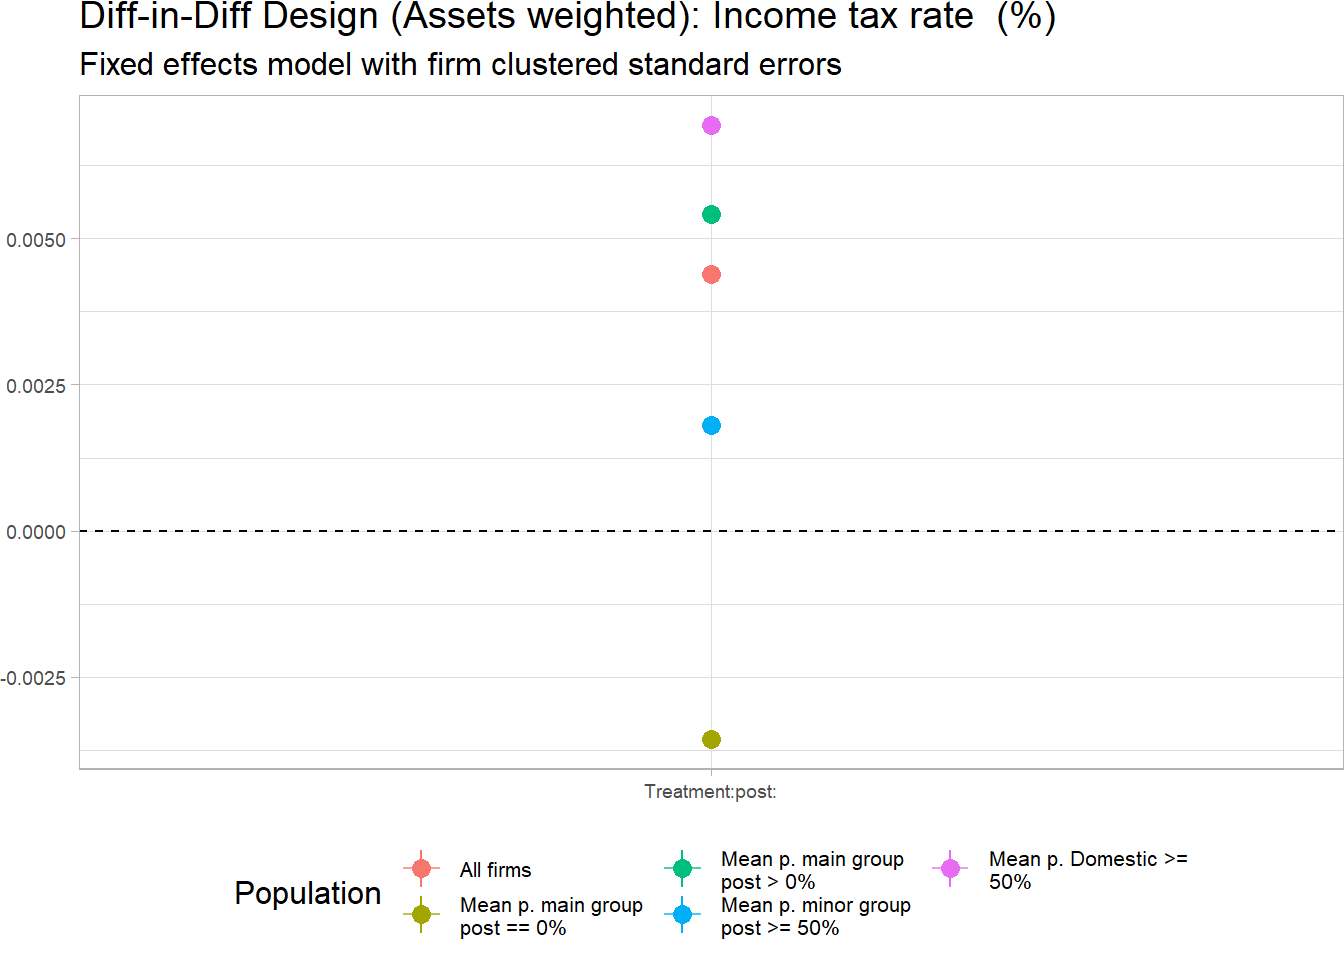 Diff-in-Diff Design (Assets weighted): Income tax rate  (%)
Fixed effects model with firm clustered standard errors
0.0050
0.0025
0.0000
-0.0025
Treatment:post:
Population
All firms
Mean p. main group
post == 0%
Mean p. main group
post > 0%
Mean p. minor group
post >= 50%
Mean p. Domestic >=
50%